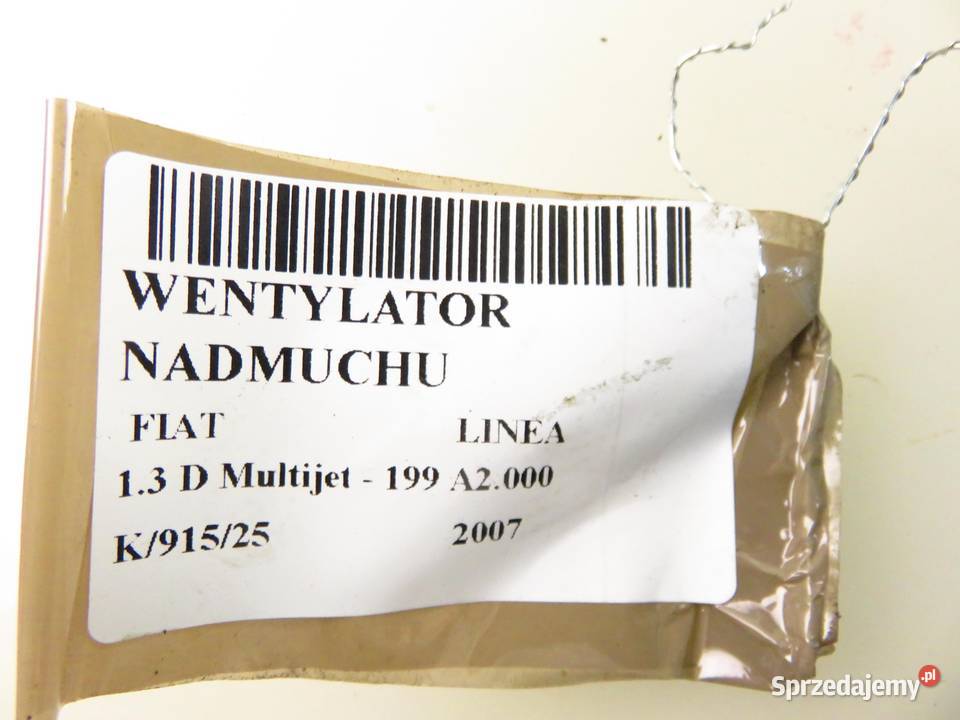 WENTYLATOR
NADMUCHU
FIAT LINEA
1.3 D Multijet - 199 A2.000
K/915/25 2007
Sprzedajemy.pl